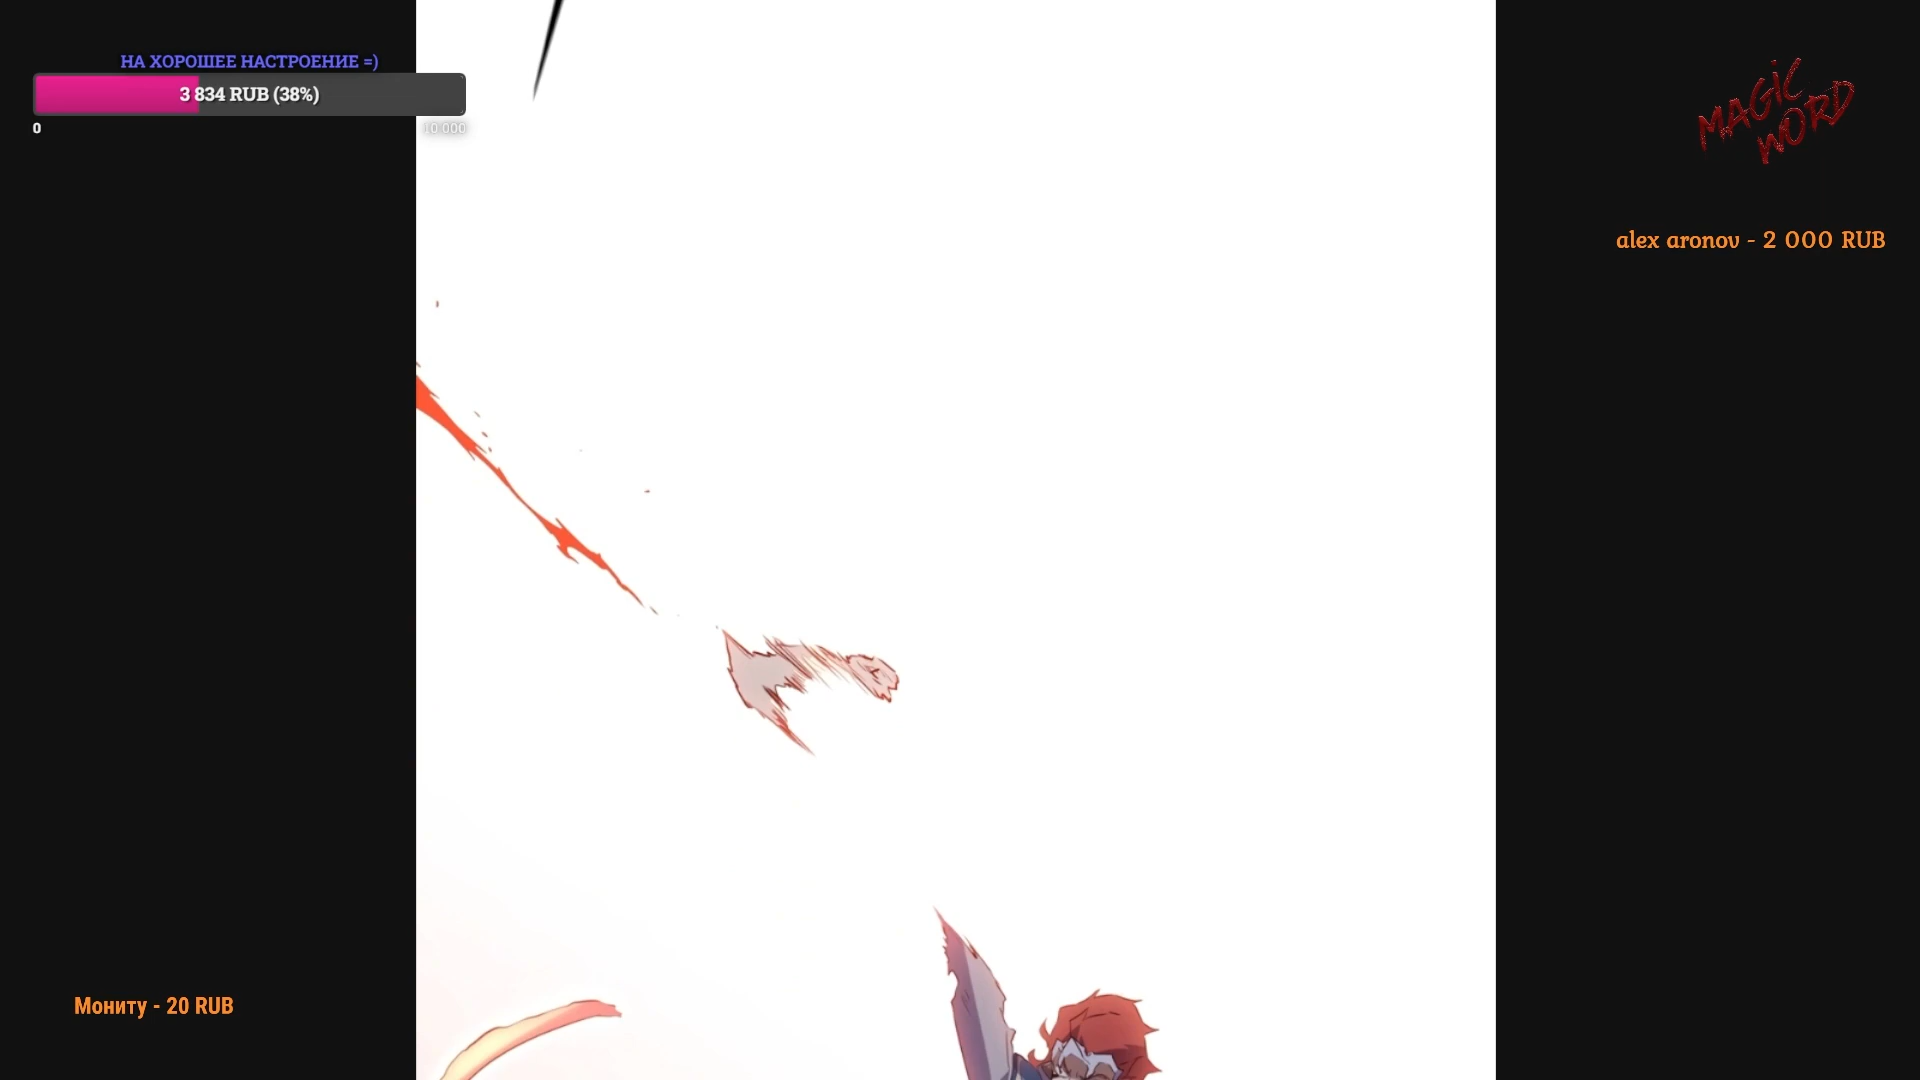 НА ХОРОШЕЕ НАСТРОЕНИЕ =)
3 834 RUB (38%)
0
10 000
MAGIC
WORD
alex aronov - 2 000 RUB
Мониту - 20 RUB